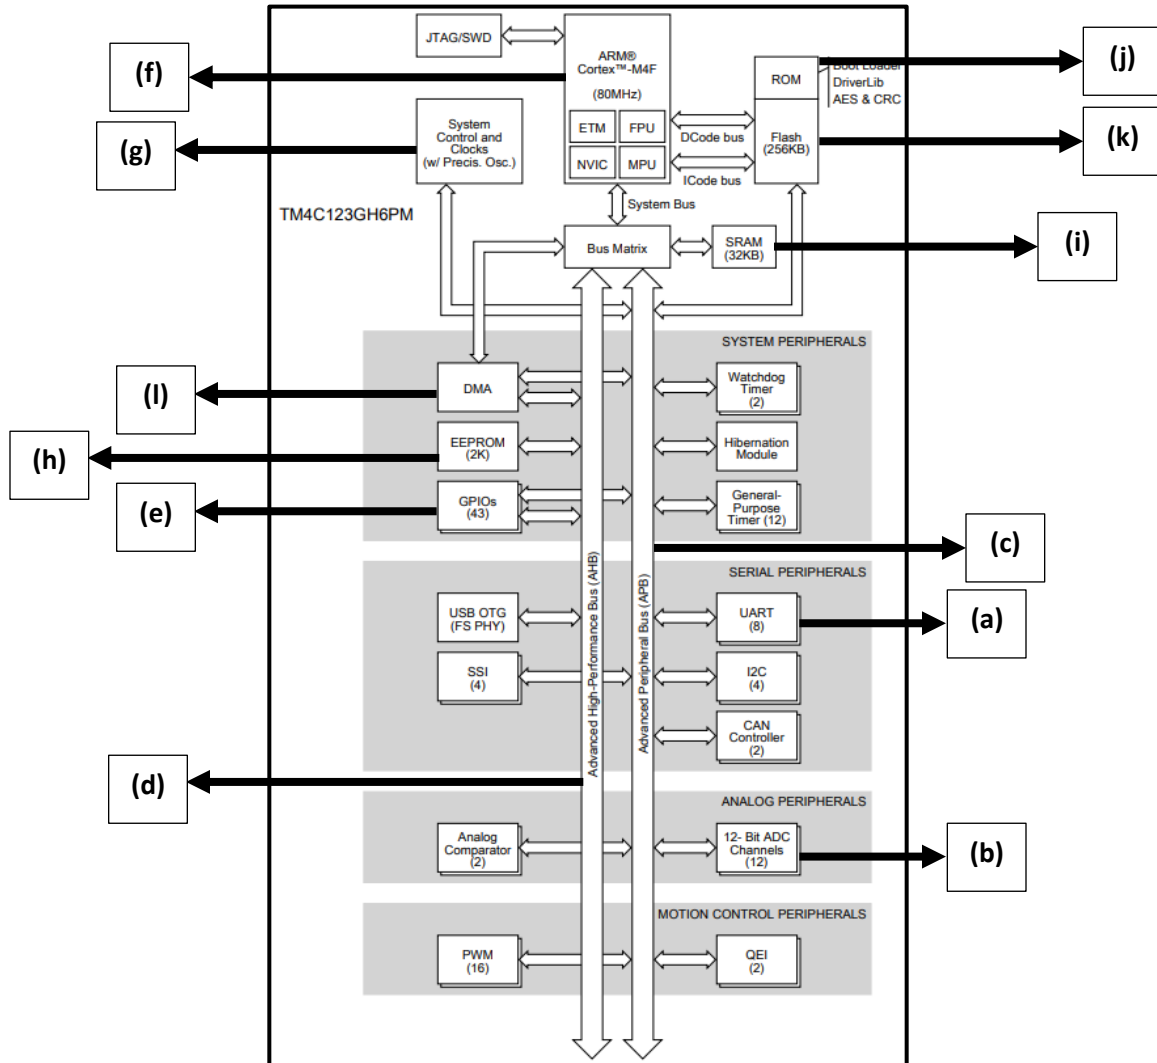 JTAG/SWD
ARM®
Cortex™-M4F
(80MHz)
ETM
FPU
NVIC
MPU
ROM
Boot Loader
DriverLib
AES & CRC
Flash
(256KB)
DCode bus
ICode bus
(f)
(j)
(g)
(k)
System
Control and
Clocks
(w/ Precis. Osc.)
TM4C123GH6PM
System Bus
Bus Matrix
SRAM
(32KB)
(i)
SYSTEM PERIPHERALS
(l)
DMA
Watchdog
Timer
(2)
(h)
EEPROM
(2K)
Hibernation
Module
(e)
GPIOs
(43)
General-
Purpose
Timer (12)
(c)
Advanced High-Performance Bus (AHB)
Advanced Peripheral Bus (APB)
SERIAL PERIPHERALS
USB OTG
(FS PHY)
UART
(8)
(a)
SSI
(4)
I2C
(4)
CAN
Controller
(2)
(d)
ANALOG PERIPHERALS
Analog
Comparator
(2)
12- Bit ADC
Channels
(12)
(b)
MOTION CONTROL PERIPHERALS
PWM
(16)
QEI
(2)